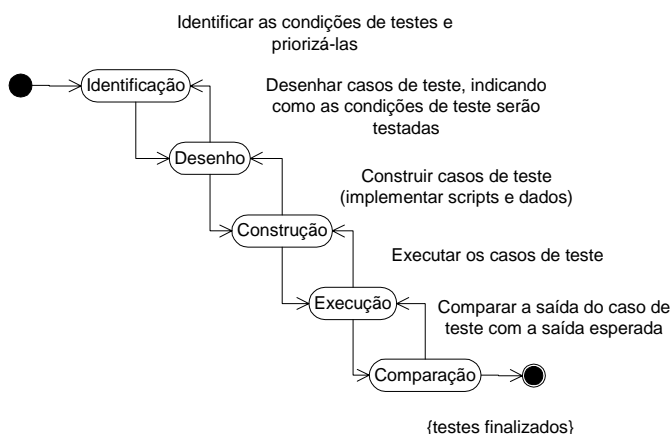 Identificar as condições de testes e
priorizá-las
Identificação
Desenhar casos de teste, indicando
como as condições de teste serão
testadas
Desenho
Construir casos de teste
(implementar scripts e dados)
Construção
Executar os casos de teste
Execução
Comparar a saída do caso de
teste com a saída esperada
Comparação
{testes finalizados}